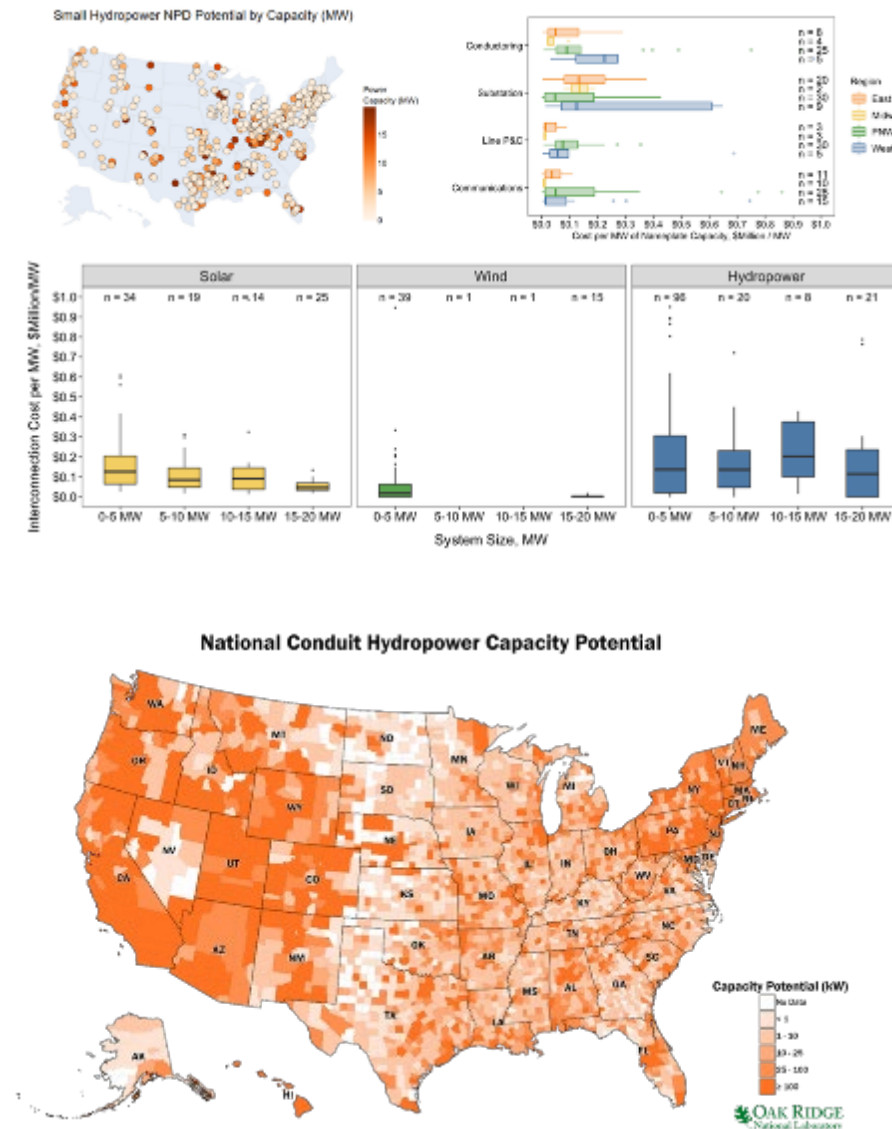 Small Hydropower NPD Potential by Capacity (MW)
Power
Capacity (MW)
15
10
5
0
Conductoring
Substation
Line P&C
Communications
n = 25
n = 20
n = 30
n = 3
n = 30
n = 11
n = 10
n = 15
Region
East
PNW
$0.0 $0.1 $0.2 $0.3 $0.4 $0.5 $0.6 $0.7 $0.8 $0.9 $1.0
Cost per MW of Nameplate Capacity, $Million / MW
Solar Wind Hydropower
n = 34 n = 19 n = 14 n = 25 n = 39 n = 1 n = 1 n = 15 n = 96 n = 20 n = 8 n = 21
Interconnection Cost per MW, $Million/MW
$1.0
$0.9
$0.8
$0.7
$0.6
$0.5
$0.4
$0.3
$0.2
$0.1
$0.0
0-5 MW 5-10 MW 10-15 MW 15-20 MW 0-5 MW 5-10 MW 10-15 MW 15-20 MW 0-5 MW 5-10 MW 10-15 MW 15-20 MW
System Size, MW
National Conduit Hydropower Capacity Potential
WA MT ND MN ME
OR ID WY SD WI MI VT NH NY MA CT RI
NV UT CO NE IA IL IN OH PA NJ MD DE
CA AZ NM KS MO KY WV VA
OK AR TN NC SC
TX LA MS AL GA FL
AK HI
Capacity Potential (kW)
No Data
< 1
1 - 10
10 - 25
25 - 100
≥ 100
OAK RIDGE
National Laboratory